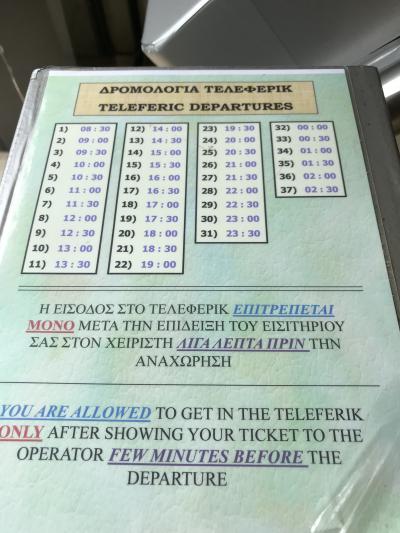 ΔΡΟΜΟΛΟΓΙΑ ΤΕΛΕΦΕΡΙΚ
TELEFERIC DEPARTURES
1) 08 : 30
2) 09 : 00
3) 09 : 30
4) 10 : 00
5) 10 : 30
6) 11 : 00
7) 11 : 30
8) 12 : 00
9) 12 : 30
10) 13 : 00
11) 13 : 30
12) 14 : 00
13) 14 : 30
14) 15 : 00
15) 15 : 30
16) 16 : 00
17) 16 : 30
18) 17 : 00
19) 17 : 30
20) 18 : 00
21) 18 : 30
22) 19 : 00
23) 19 : 30
24) 20 : 00
25) 20 : 30
26) 21 : 00
27) 21 : 30
28) 22 : 00
29) 22 : 30
30) 23 : 00
31) 23 : 30
32) 00 : 00
33) 00 : 30
34) 01 : 00
35) 01 : 30
36) 02 : 00
37) 02 : 30
Η ΕΙΣΟΔΟΣ ΣΤΟ ΤΕΛΕΦΕΡΙΚ ΕΠΙΤΡΕΠΕΤΑΙ
ΜΟΝΟ ΜΕΤΑ ΤΗΝ ΕΠΙΔΕΙΞΗ ΤΟΥ ΕΙΣΙΤΗΡΙΟΥ
ΣΑΣ ΣΤΟΝ ΧΕΙΡΙΣΤΗ ΛΙΓΑ ΛΕΠΤΑ ΠΡΙΝ ΤΗΝ
ΑΝΑΧΩΡΗΣΗ
YOU ARE ALLOWED TO GET IN THE TELEFERIK
ONLY AFTER SHOWING YOUR TICKET TO THE
OPERATOR FEW MINUTES BEFORE THE
DEPARTURE